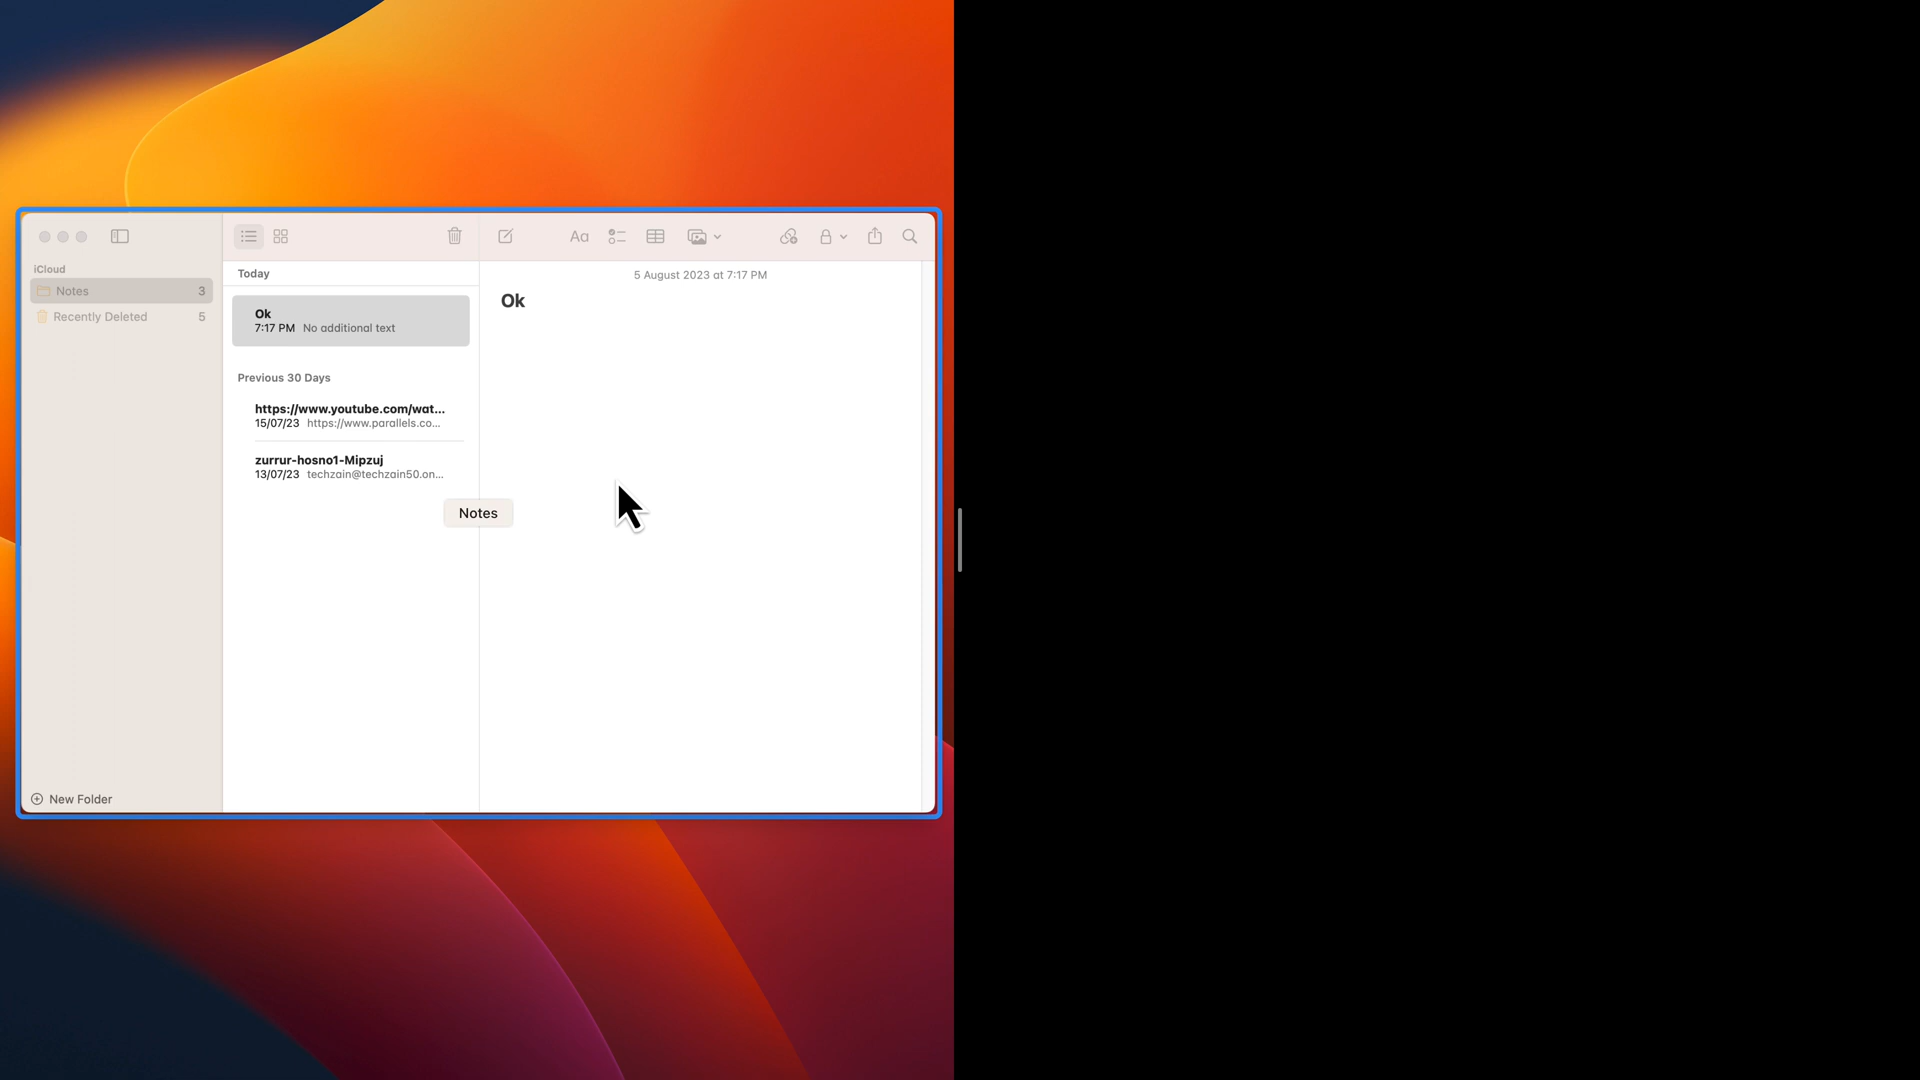 iCloud
Notes 3
Recently Deleted 5
New Folder
Today
Ok
7:17 PM No additional text
Previous 30 Days
https://www.youtube.com/wat...
15/07/23 https://www.parallels.co...
zurrur-hosno1-Mipzuj
13/07/23 techzain@techzain50.on...
Notes
Aa
5 August 2023 at 7:17 PM
Ok